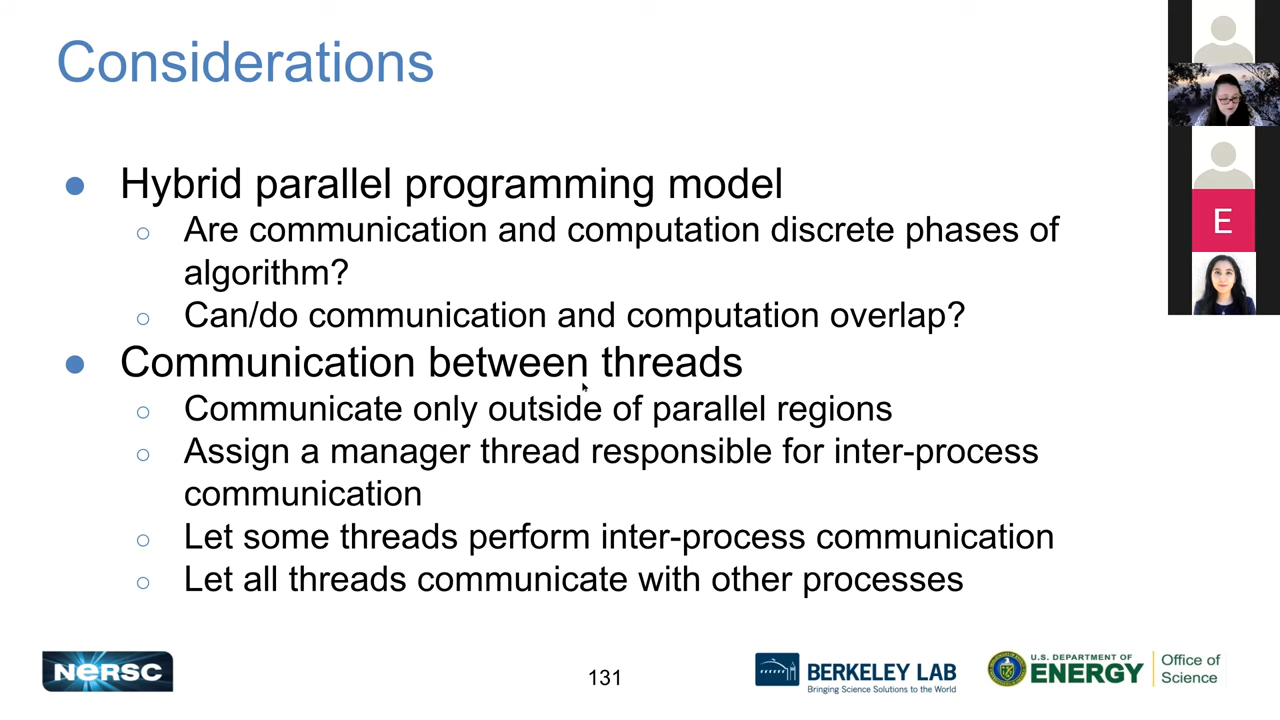 Considerations
● Hybrid parallel programming model
○ Are communication and computation discrete phases of
algorithm?
○ Can/do communication and computation overlap?
● Communication between threads
○ Communicate only outside of parallel regions
○ Assign a manager thread responsible for inter-process
communication
○ Let some threads perform inter-process communication
○ Let all threads communicate with other processes
E
NERSC
131
BERKELEY LAB
Bringing Science Solutions to the World
U.S. DEPARTMENT OF
ENERGY
Office of
Science